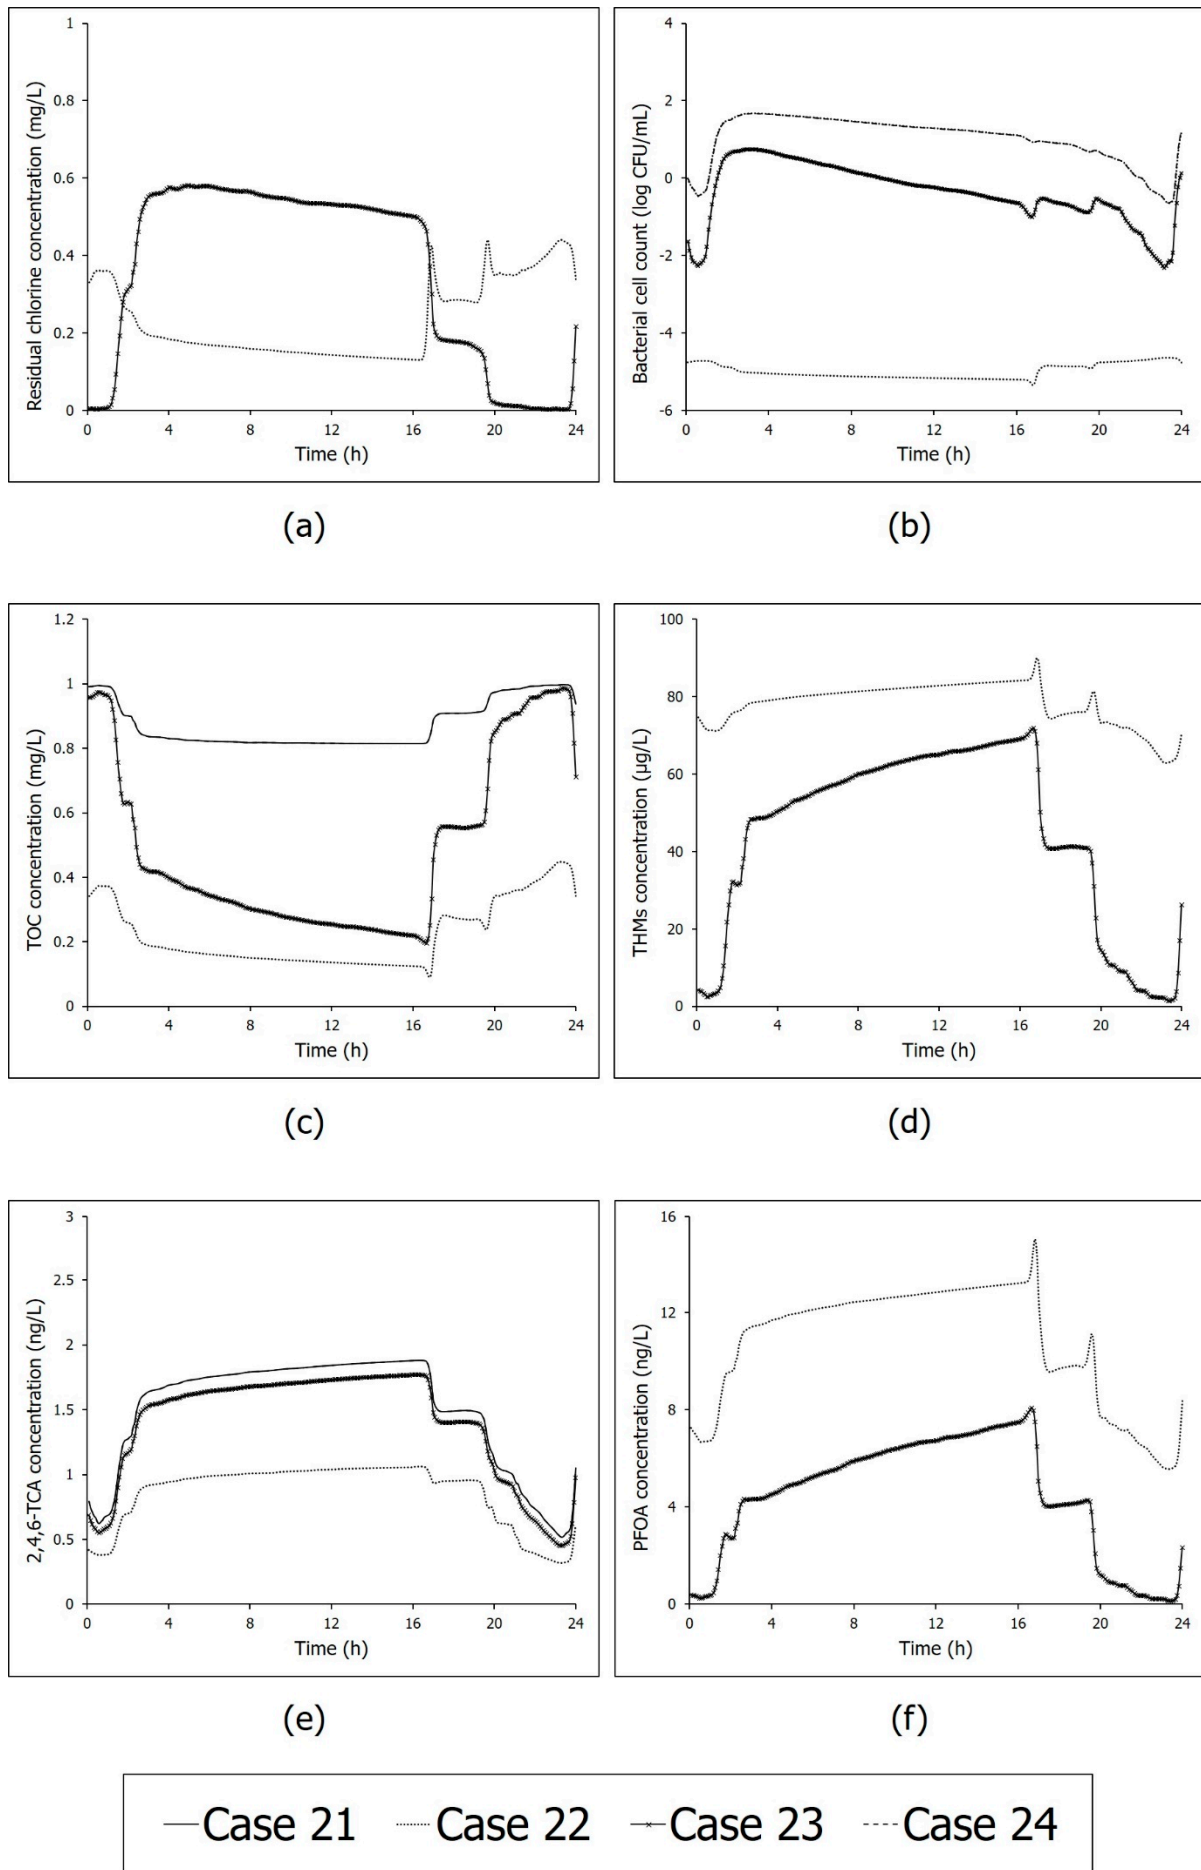 Residual chlorine concentration (mg/L)
1
0.8
0.6
0.4
0.2
0
0 4 8 12 16 20 24
Time (h)
(a)
Bacterial cell count (log CFU/mL)
4
2
0
-2
-4
-6
0 4 8 12 16 20 24
Time (h)
(b)
TOC concentration (mg/L)
1.2
1
0.8
0.6
0.4
0.2
0
0 4 8 12 16 20 24
Time (h)
(c)
THMs concentration (µg/L)
100
80
60
40
20
0
0 4 8 12 16 20 24
Time (h)
(d)
2,4,6-TCA concentration (ng/L)
3
2.5
2
1.5
1
0.5
0
0 4 8 12 16 20 24
Time (h)
(e)
PFOA concentration (ng/L)
16
12
8
4
0
0 4 8 12 16 20 24
Time (h)
(f)
Case 21 Case 22 Case 23 Case 24